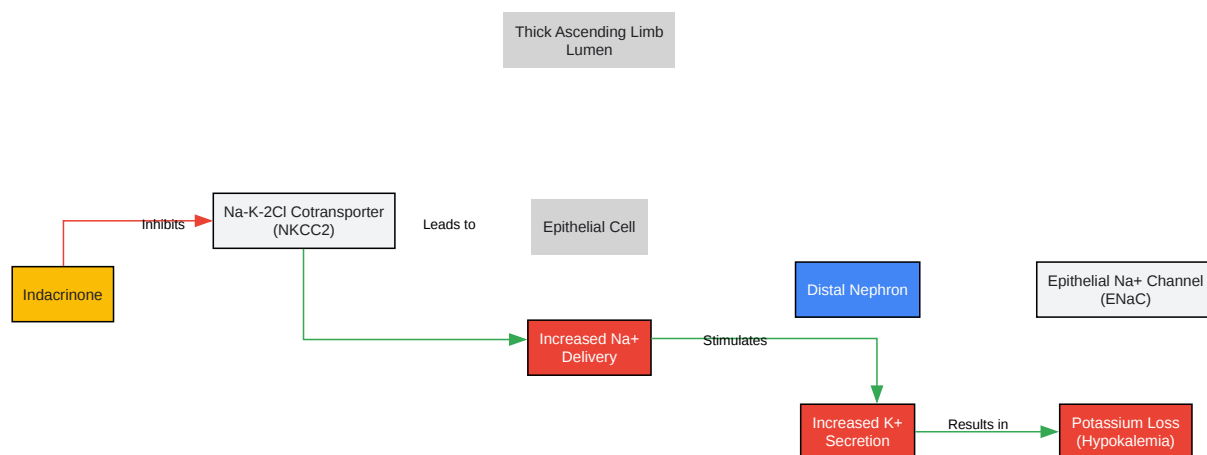 Thick Ascending Limb
Lumen
Na-K-2Cl Cotransporter
(NKCC2)
Inhibits
Leads to
Epithelial Cell
Indacrinone
Distal Nephron
Epithelial Na+ Channel
(ENaC)
Increased Na+
Delivery
Stimulates
Increased K+
Secretion
Results in
Potassium Loss
(Hypokalemia)